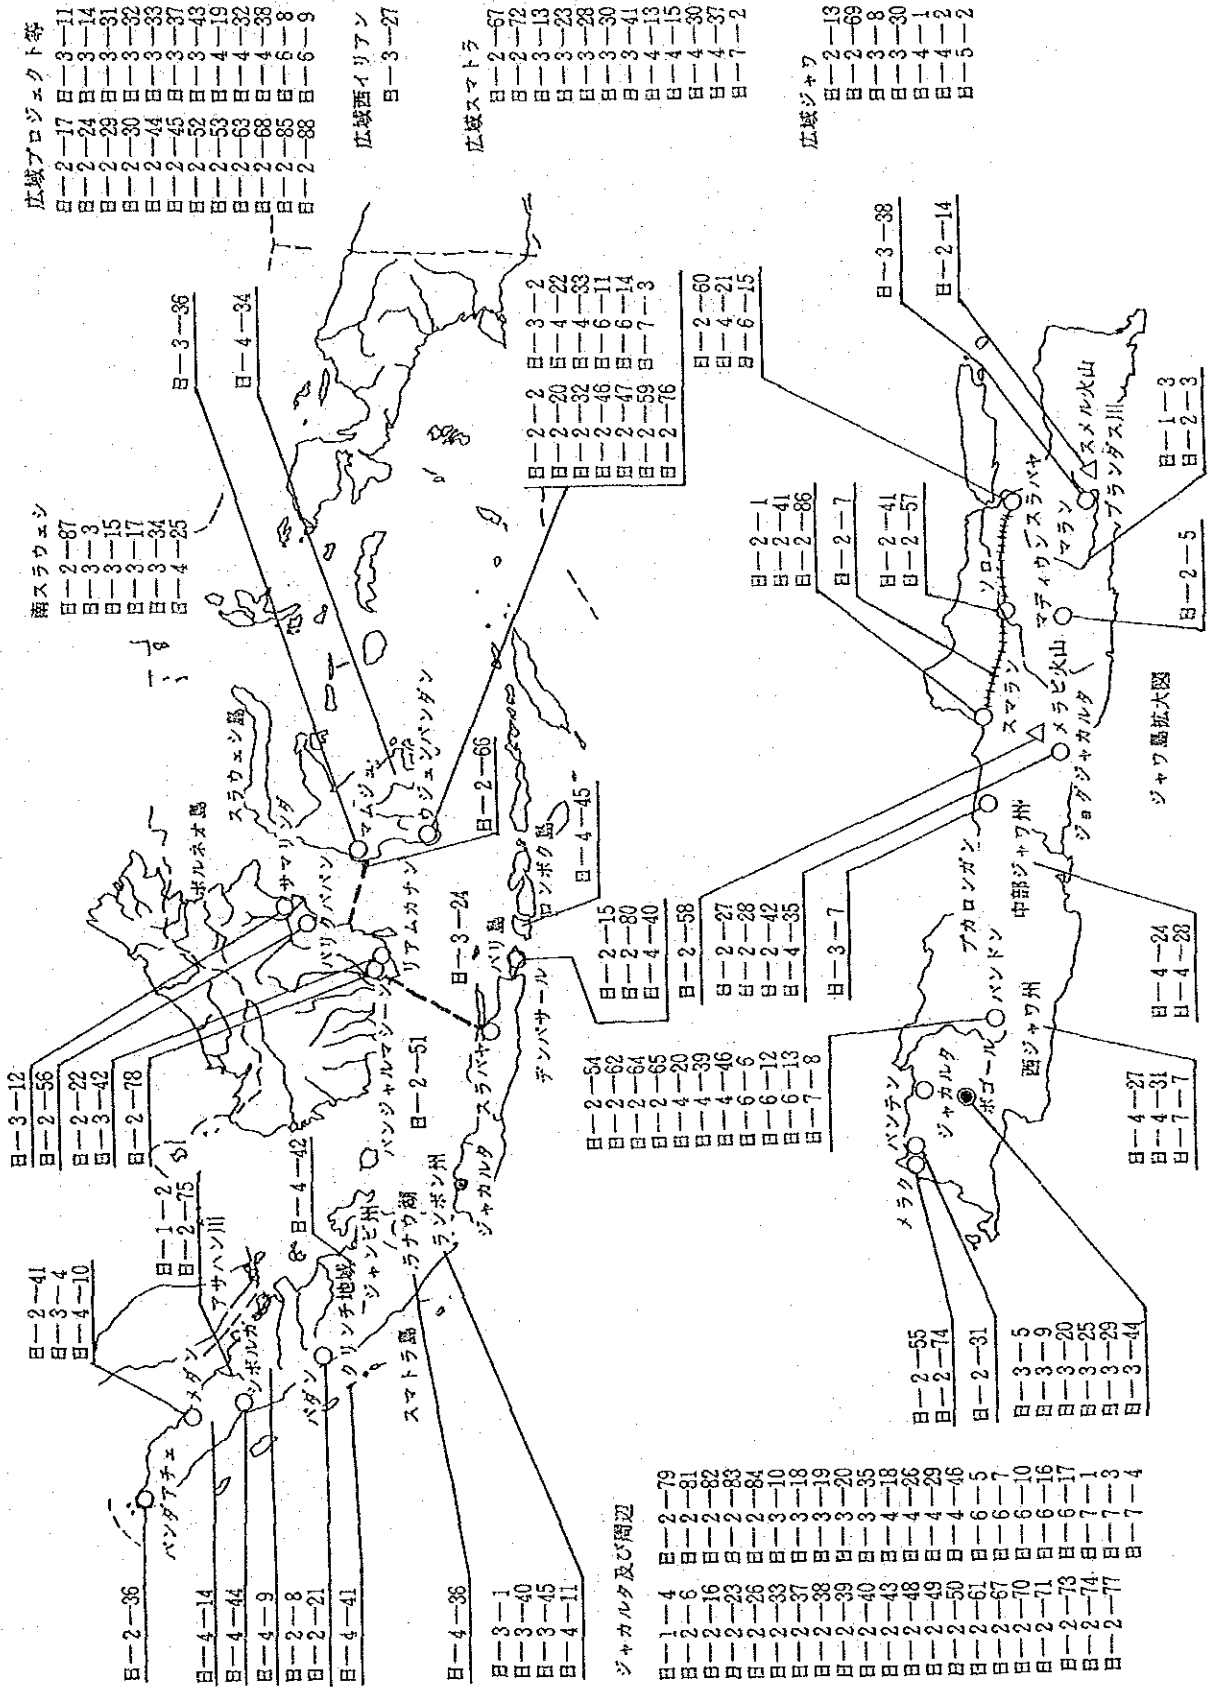 日-2-36
バンダアチェ
日-4-14
日-4-44
日-4-9
日-2-8
日-2-21
日-4-41
日-2-41
日-3-4
日-4-10
メダン
シボルガ
アサハン川
日-1-2
日-2-75
パダン
クリンチ地域
ジャンビ州
日-4-42
スマトラ島
ラナウ湖
ランポン州
日-4-36
日-3-1
日-3-40
日-3-45
日-4-11
日-3-12
日-2-56
日-2-22
日-3-42
日-2-78
ボルネオ島
サマリンダ
バリクパパン
バンジャルマシーン
リアムカナン
日-2-51
日-3-24
ジャカルタ
スラバヤ
デンパサール
バリ島
ロンボク島
日-4-45
日-2-15
日-2-80
日-4-40
スラウェシ島
マムジュ
ウジュンパンダン
日-2-66
南スラウェシ
日-2-87
日-3-3
日-3-15
日-3-17
日-3-34
日-4-25
日-3-36
日-4-34
日-2-2 日-3-2
日-2-20 日-4-22
日-2-32 日-4-33
日-2-46 日-6-11
日-2-47 日-6-14
日-2-59 日-7-3
日-2-76
広域プロジェクト等
日-2-17 日-3-11
日-2-24 日-3-14
日-2-29 日-3-31
日-2-30 日-3-32
日-2-44 日-3-33
日-2-45 日-3-37
日-2-52 日-3-43
日-2-53 日-4-19
日-2-63 日-4-32
日-2-68 日-4-38
日-2-85 日-6-8
日-2-88 日-6-9
広域西イリアン
日-3-27
広域スマトラ
日-2-67
日-2-72
日-3-13
日-3-23
日-3-28
日-3-30
日-3-41
日-4-13
日-4-15
日-4-30
日-4-37
日-7-2
広域ジャワ
日-2-13
日-2-69
日-3-8
日-3-30
日-4-1
日-4-2
日-5-2
ジャカルタ及び周辺
日-1-4 日-2-79
日-2-6 日-2-81
日-2-16 日-2-82
日-2-23 日-2-83
日-2-26 日-2-84
日-2-33 日-3-10
日-2-37 日-3-18
日-2-38 日-3-19
日-2-39 日-3-20
日-2-40 日-3-35
日-2-43 日-4-18
日-2-48 日-4-26
日-2-49 日-4-29
日-2-50 日-4-46
日-2-61 日-6-5
日-2-67 日-6-7
日-2-70 日-6-10
日-2-71 日-6-16
日-2-73 日-6-17
日-2-74 日-7-1
日-2-77 日-7-3
日-7-4
日-2-54
日-2-62
日-2-64
日-2-65
日-4-20
日-4-39
日-4-46
日-6-6
日-6-12
日-6-13
日-7-8
日-2-58
日-2-27
日-2-28
日-2-42
日-4-35
日-3-7
日-2-1
日-2-41
日-2-86
日-2-7
日-2-41
日-2-57
日-2-60
日-4-21
日-6-15
日-3-38
日-2-14
メラク
バンテン
ジャカルタ
ボゴール
バンドン
西ジャワ州
プカロンガン
中部ジャワ州
ジョグジャカルタ
メラピ火山
スマラン
ソロー
マディウン
スラバヤ
マラン
スメル火山
ブランタス川
日-2-55
日-2-74
日-2-31
日-3-5
日-3-9
日-3-20
日-3-25
日-3-29
日-3-44
日-4-27
日-4-31
日-7-7
日-4-24
日-4-28
日-2-5
日-1-3
日-2-3
ジャワ島拡大図